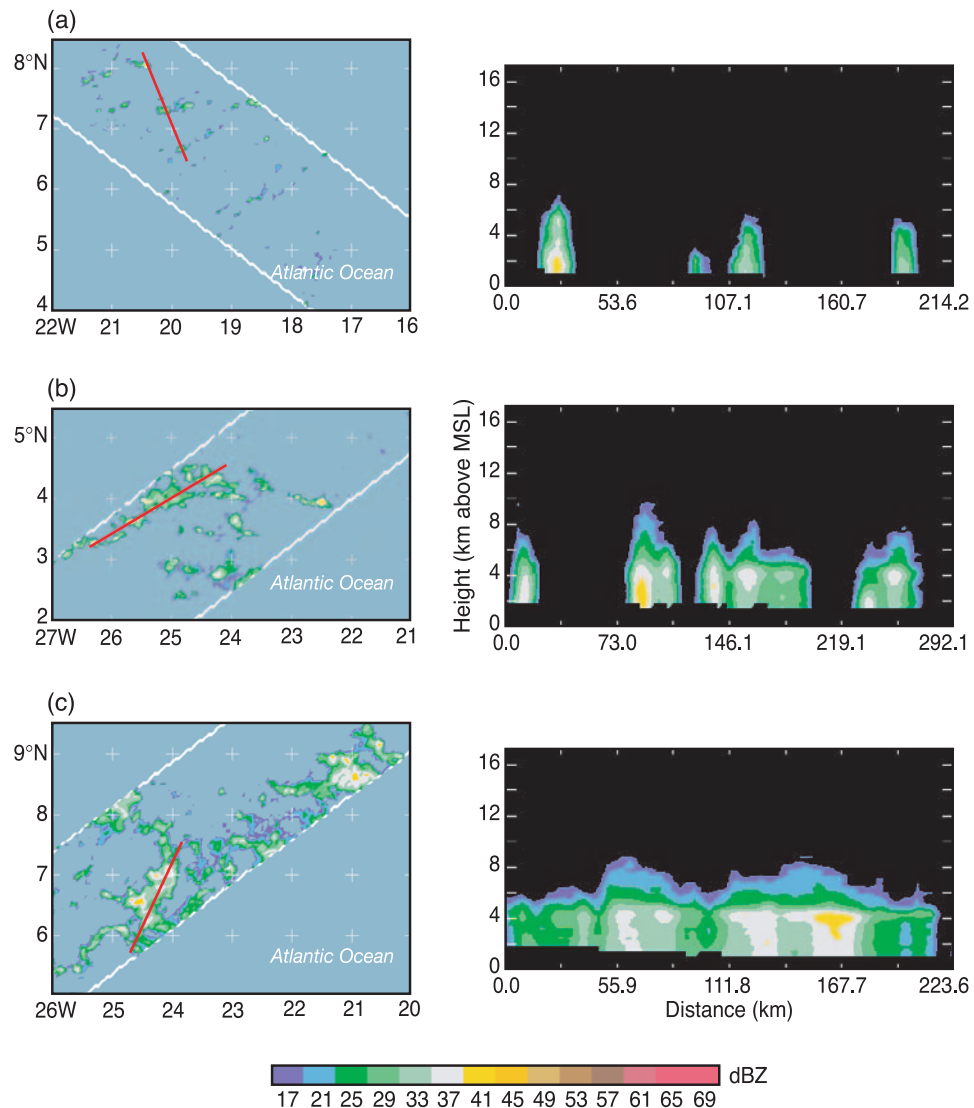 (a)
8°N
7
6
5
4
Atlantic Ocean
22W 21 20 19 18 17 16
16
12
8
4
0
0.0 53.6 107.1 160.7 214.2
(b)
5°N
4
3
2
Atlantic Ocean
27W 26 25 24 23 22 21
Height (km above MSL)
16
12
8
4
0
0.0 73.0 146.1 219.1 292.1
(c)
9°N
8
7
6
Atlantic Ocean
26W 25 24 23 22 21 20
16
12
8
4
0
0.0 55.9 111.8 167.7 223.6
Distance (km)
dBZ
17 21 25 29 33 37 41 45 49 53 57 61 65 69